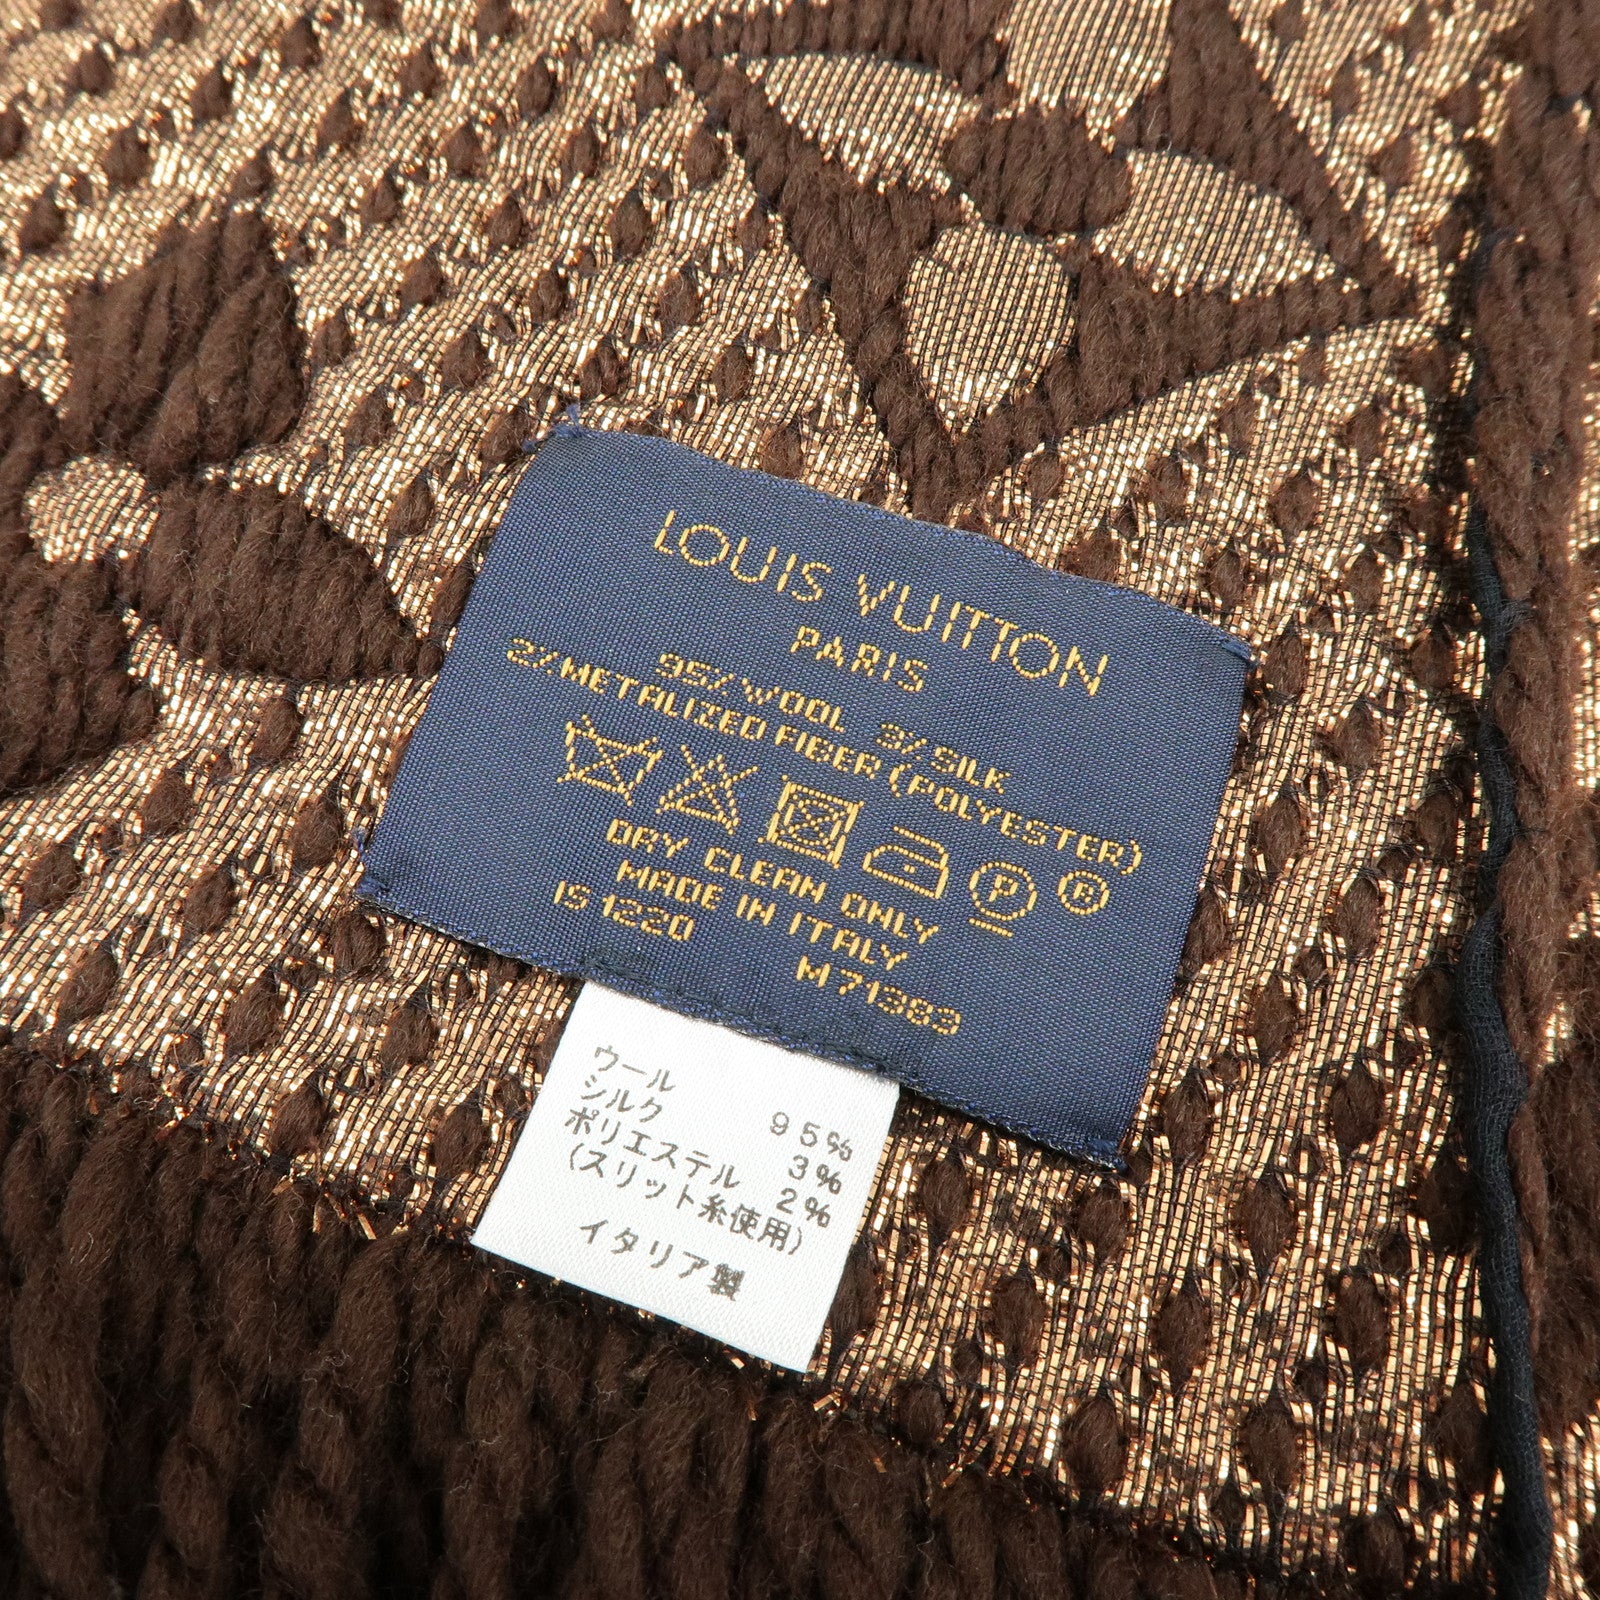 LOUIS VUITTON
PARIS
95% WOOL 3% SILK
2% METALIZED FIBER (POLYESTER)
P R
DRY CLEAN ONLY
MADE IN ITALY
IS 1220 M71383
ウール 95%
シルク 3%
ポリエステル 2%
(スリット糸使用)
イタリア製